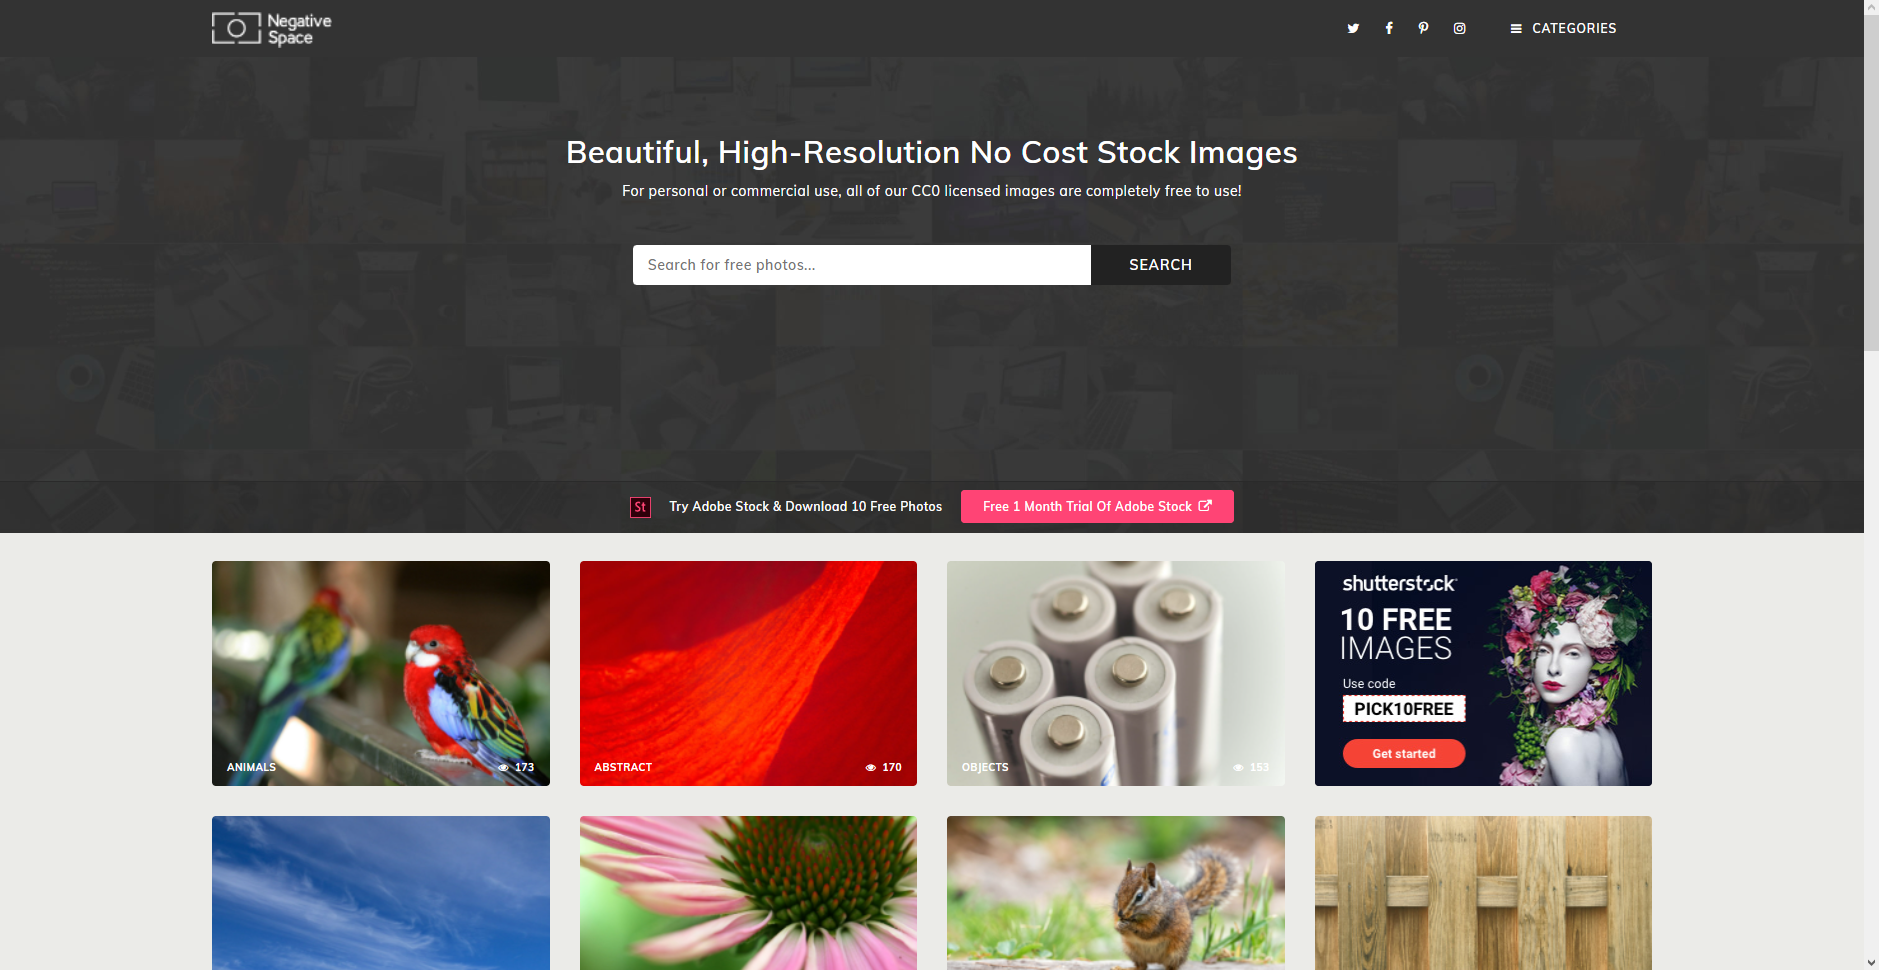 Negative
Space
CATEGORIES
Beautiful, High-Resolution No Cost Stock Images
For personal or commercial use, all of our CC0 licensed images are completely free to use!
Search for free photos...
SEARCH
St
Try Adobe Stock & Download 10 Free Photos
Free 1 Month Trial Of Adobe Stock
ANIMALS
173
ABSTRACT
170
OBJECTS
153
shutterstock
10 FREE
IMAGES
Use code
PICK10FREE
Get started